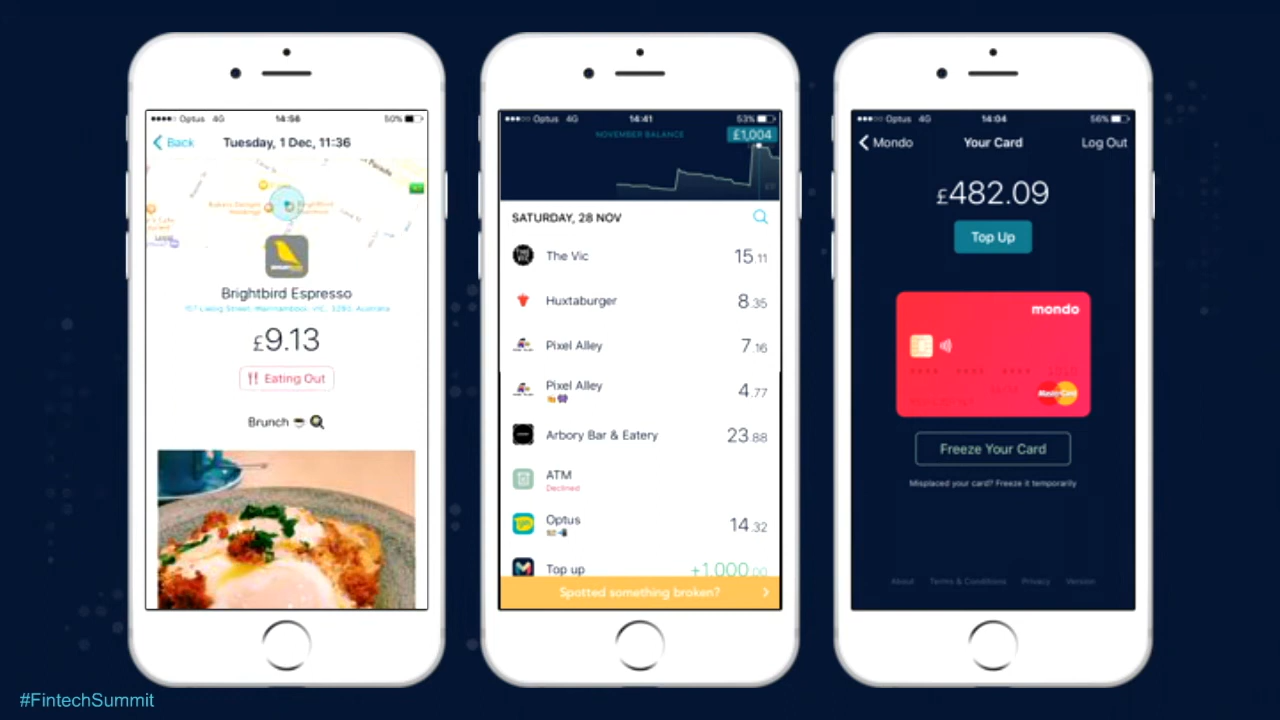 Optus 4G 14:56 50%
Back Tuesday, 1 Dec, 11:36
Brightbird Espresso
£9.13
Eating Out
Brunch
Optus 4G 14:41 53%
NOVEMBER BALANCE £1,004
SATURDAY, 28 NOV
The Vic 15.11
Huxtaburger 8.35
Pixel Alley 7.16
Pixel Alley 4.77
Arbory Bar & Eatery 23.88
ATM
Declined
Optus 14.32
Top up +1,000.00
Spotted something broken?
Optus 4G 14:04 56%
Mondo Your Card Log Out
£482.09
Top Up
mondo
MasterCard
Freeze Your Card
Misplaced your card? Freeze it temporarily
About Terms & Conditions Privacy Version
#FintechSummit